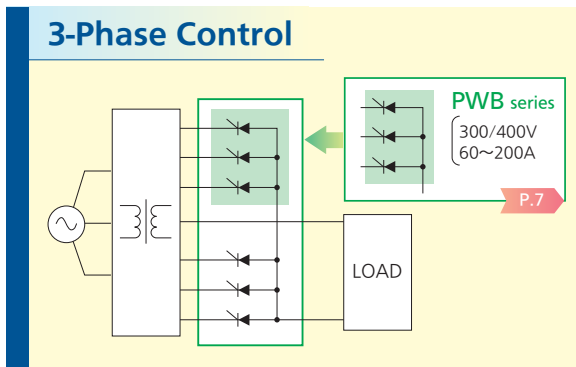 3-Phase Control
PWB series
300/400V
60～200A
P.7
LOAD